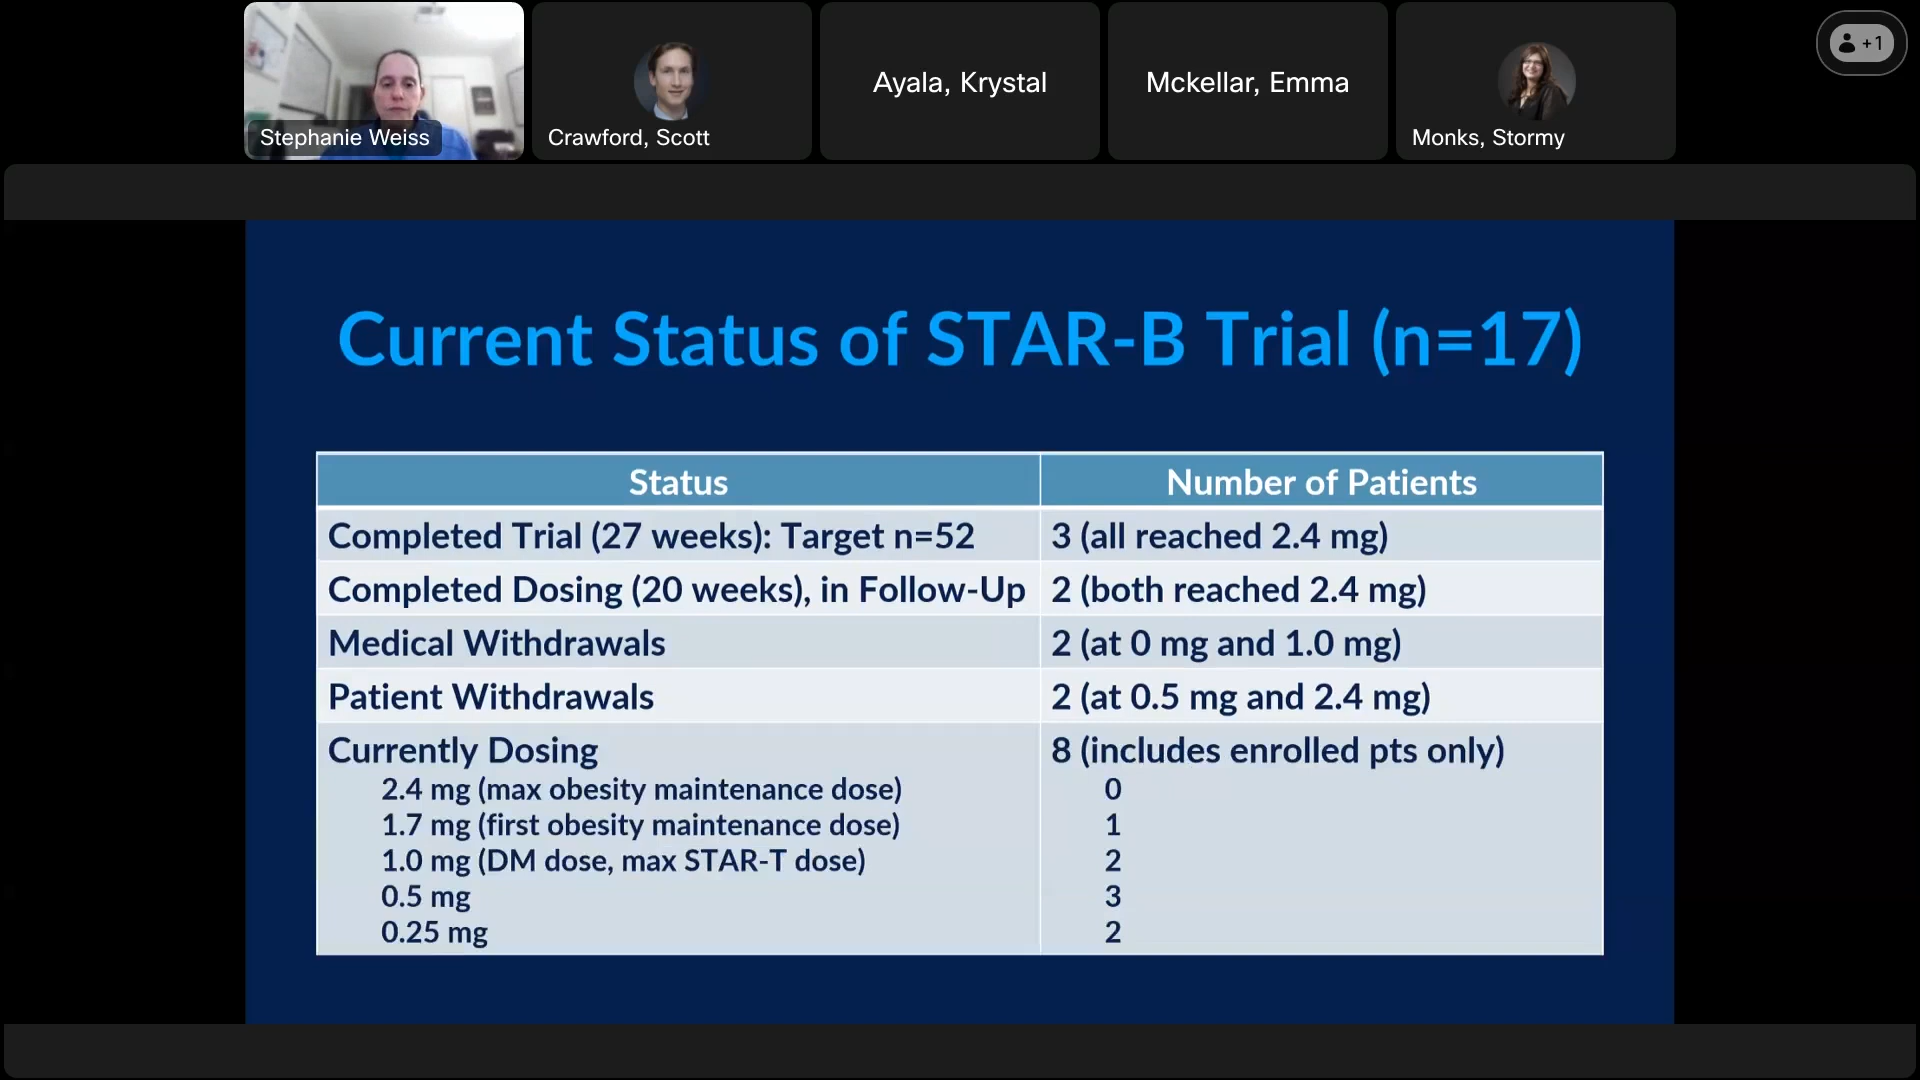 Stephanie Weiss
Crawford, Scott
Ayala, Krystal
Mckellar, Emma
Monks, Stormy
+1
Current Status of STAR-B Trial (n=17)
Status
Number of Patients
Completed Trial (27 weeks): Target n=52
3 (all reached 2.4 mg)
Completed Dosing (20 weeks), in Follow-Up
2 (both reached 2.4 mg)
Medical Withdrawals
2 (at 0 mg and 1.0 mg)
Patient Withdrawals
2 (at 0.5 mg and 2.4 mg)
Currently Dosing
8 (includes enrolled pts only)
2.4 mg (max obesity maintenance dose)
0
1.7 mg (first obesity maintenance dose)
1
1.0 mg (DM dose, max STAR-T dose)
2
0.5 mg
3
0.25 mg
2